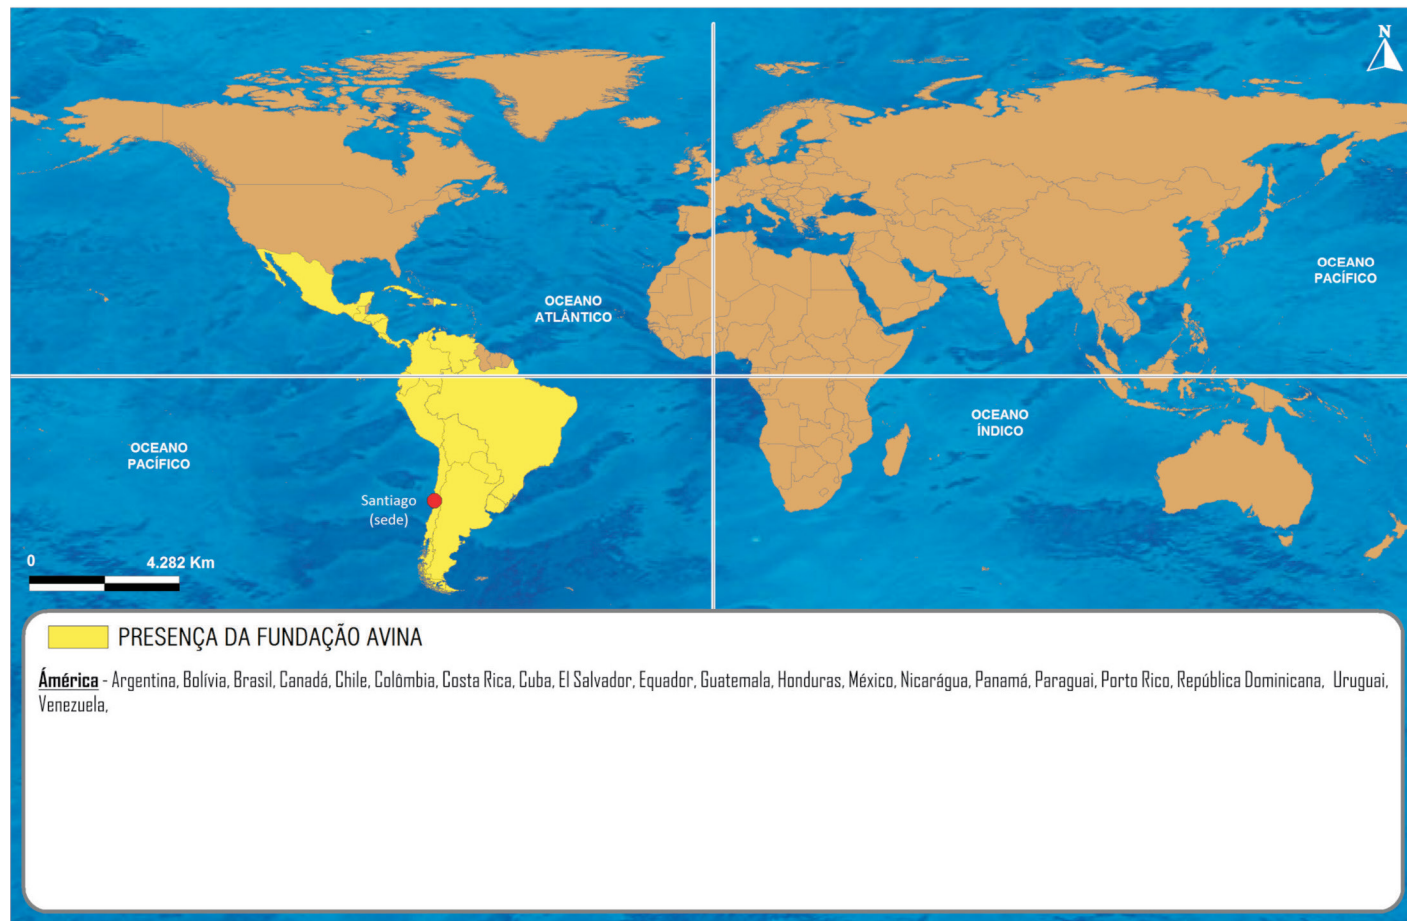 N
OCEANO
PACÍFICO
OCEANO
ATLÂNTICO
OCEANO
ÍNDICO
OCEANO
PACÍFICO
Santiago
(sede)
0 4.282 Km
PRESENÇA DA FUNDAÇÃO AVINA
Ámérica - Argentina, Bolívia, Brasil, Canadá, Chile, Colômbia, Costa Rica, Cuba, El Salvador, Equador, Guatemala, Honduras, México, Nicarágua, Panamá, Paraguai, Porto Rico, República Dominicana, Uruguai,
Venezuela,